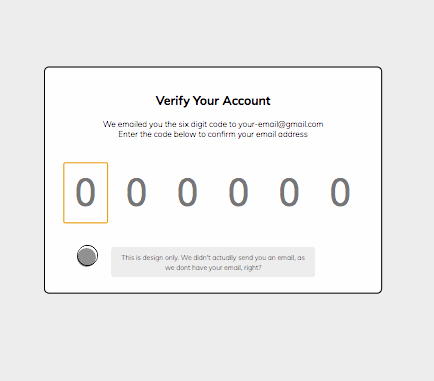 Verify Your Account
We emailed you the six digit code to your-email@gmail.com
Enter the code below to confirm your email address
0 0 0 0 0 0
This is design only. We didn't actually send you an email, as
we dont have your email, right?